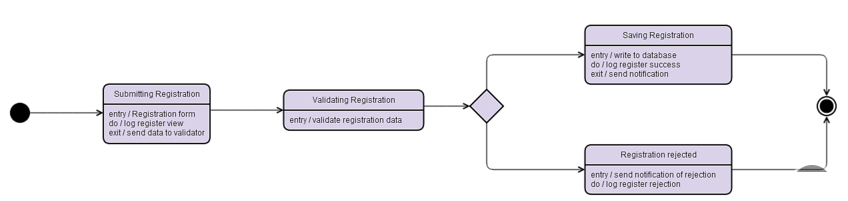 Submitting Registration
entry / Registration form
do / log register view
exit / send data to validator
Validating Registration
entry / validate registration data
Saving Registration
entry / write to database
do / log register success
exit / send notification
Registration rejected
entry / send notification of rejection
do / log register rejection